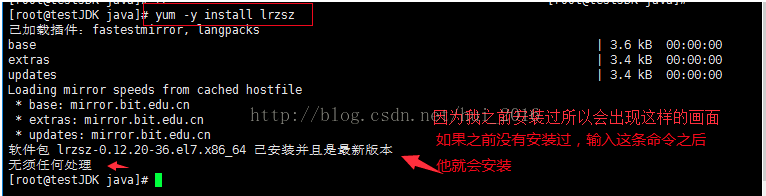 [root@testJDK java]# yum -y install lrzsz
已加载插件：fastestmirror, langpacks
base | 3.6 kB 00:00:00
extras | 3.4 kB 00:00:00
updates | 3.4 kB 00:00:00
Loading mirror speeds from cached hostfile
* base: mirror.bit.edu.cn
* extras: mirror.bit.edu.cn
* updates: mirror.bit.edu.cn
软件包 lrzsz-0.12.20-36.el7.x86_64 已安装并且是最新版本
无须任何处理
[root@testJDK java]#
http://blog.csdn.net/
因为我之前安装过所以会出现这样的画面
如果之前没有安装过，输入这条命令之后
他就会安装